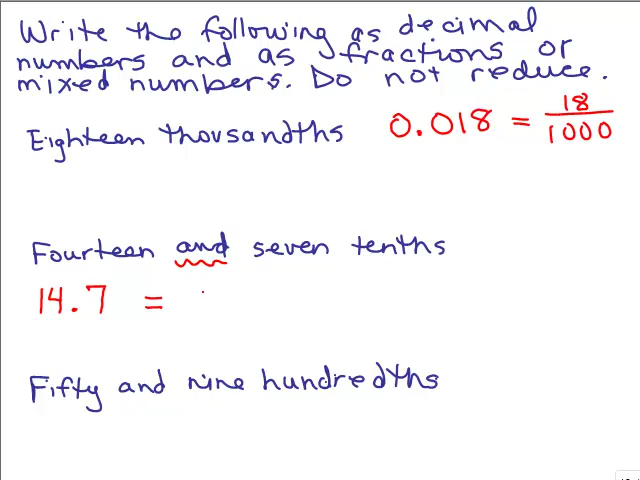 Write the following as decimal
numbers and as fractions or
mixed numbers. Do not reduce.
Eighteen thousandths 0.018 = 18/1000
Fourteen and seven tenths
14.7 =
Fifty and nine hundredths